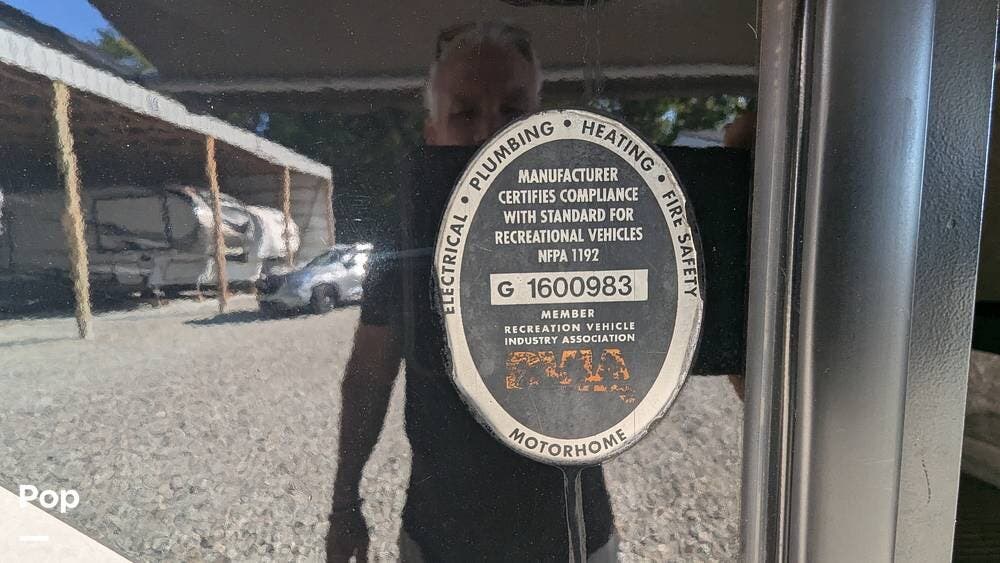 ELECTRICAL • PLUMBING • HEATING • FIRE SAFETY
MANUFACTURER
CERTIFIES COMPLIANCE
WITH STANDARD FOR
RECREATIONAL VEHICLES
NFPA 1192
G 1600983
MEMBER
RECREATION VEHICLE
INDUSTRY ASSOCIATION
RVIA
MOTORHOME
Pop